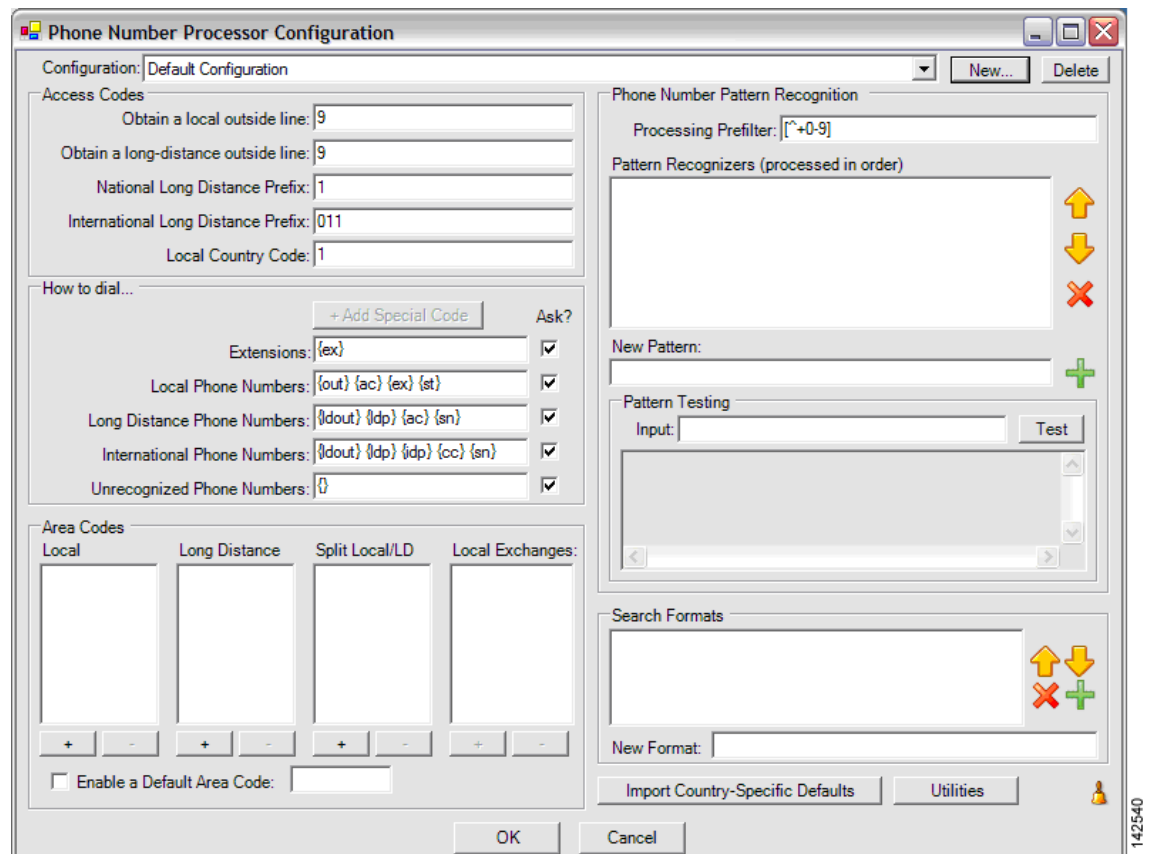 Phone Number Processor Configuration
Configuration: Default Configuration
New...
Delete
Access Codes
Obtain a local outside line: 9
Obtain a long-distance outside line: 9
National Long Distance Prefix: 1
International Long Distance Prefix: 011
Local Country Code: 1
How to dial...
+ Add Special Code
Ask?
Extensions: {ex}
Local Phone Numbers: {out} {ac} {ex} {st}
Long Distance Phone Numbers: {ldout} {ldp} {ac} {sn}
International Phone Numbers: {ldout} {ldp} {idp} {cc} {sn}
Unrecognized Phone Numbers: {}
Area Codes
Local
Long Distance
Split Local/LD
Local Exchanges:
+ - + - + - + -
Enable a Default Area Code:
Phone Number Pattern Recognition
Processing Prefilter: [^+0-9]
Pattern Recognizers (processed in order)
New Pattern:
Pattern Testing
Input:
Test
Search Formats
New Format:
Import Country-Specific Defaults
Utilities
OK
Cancel
142540